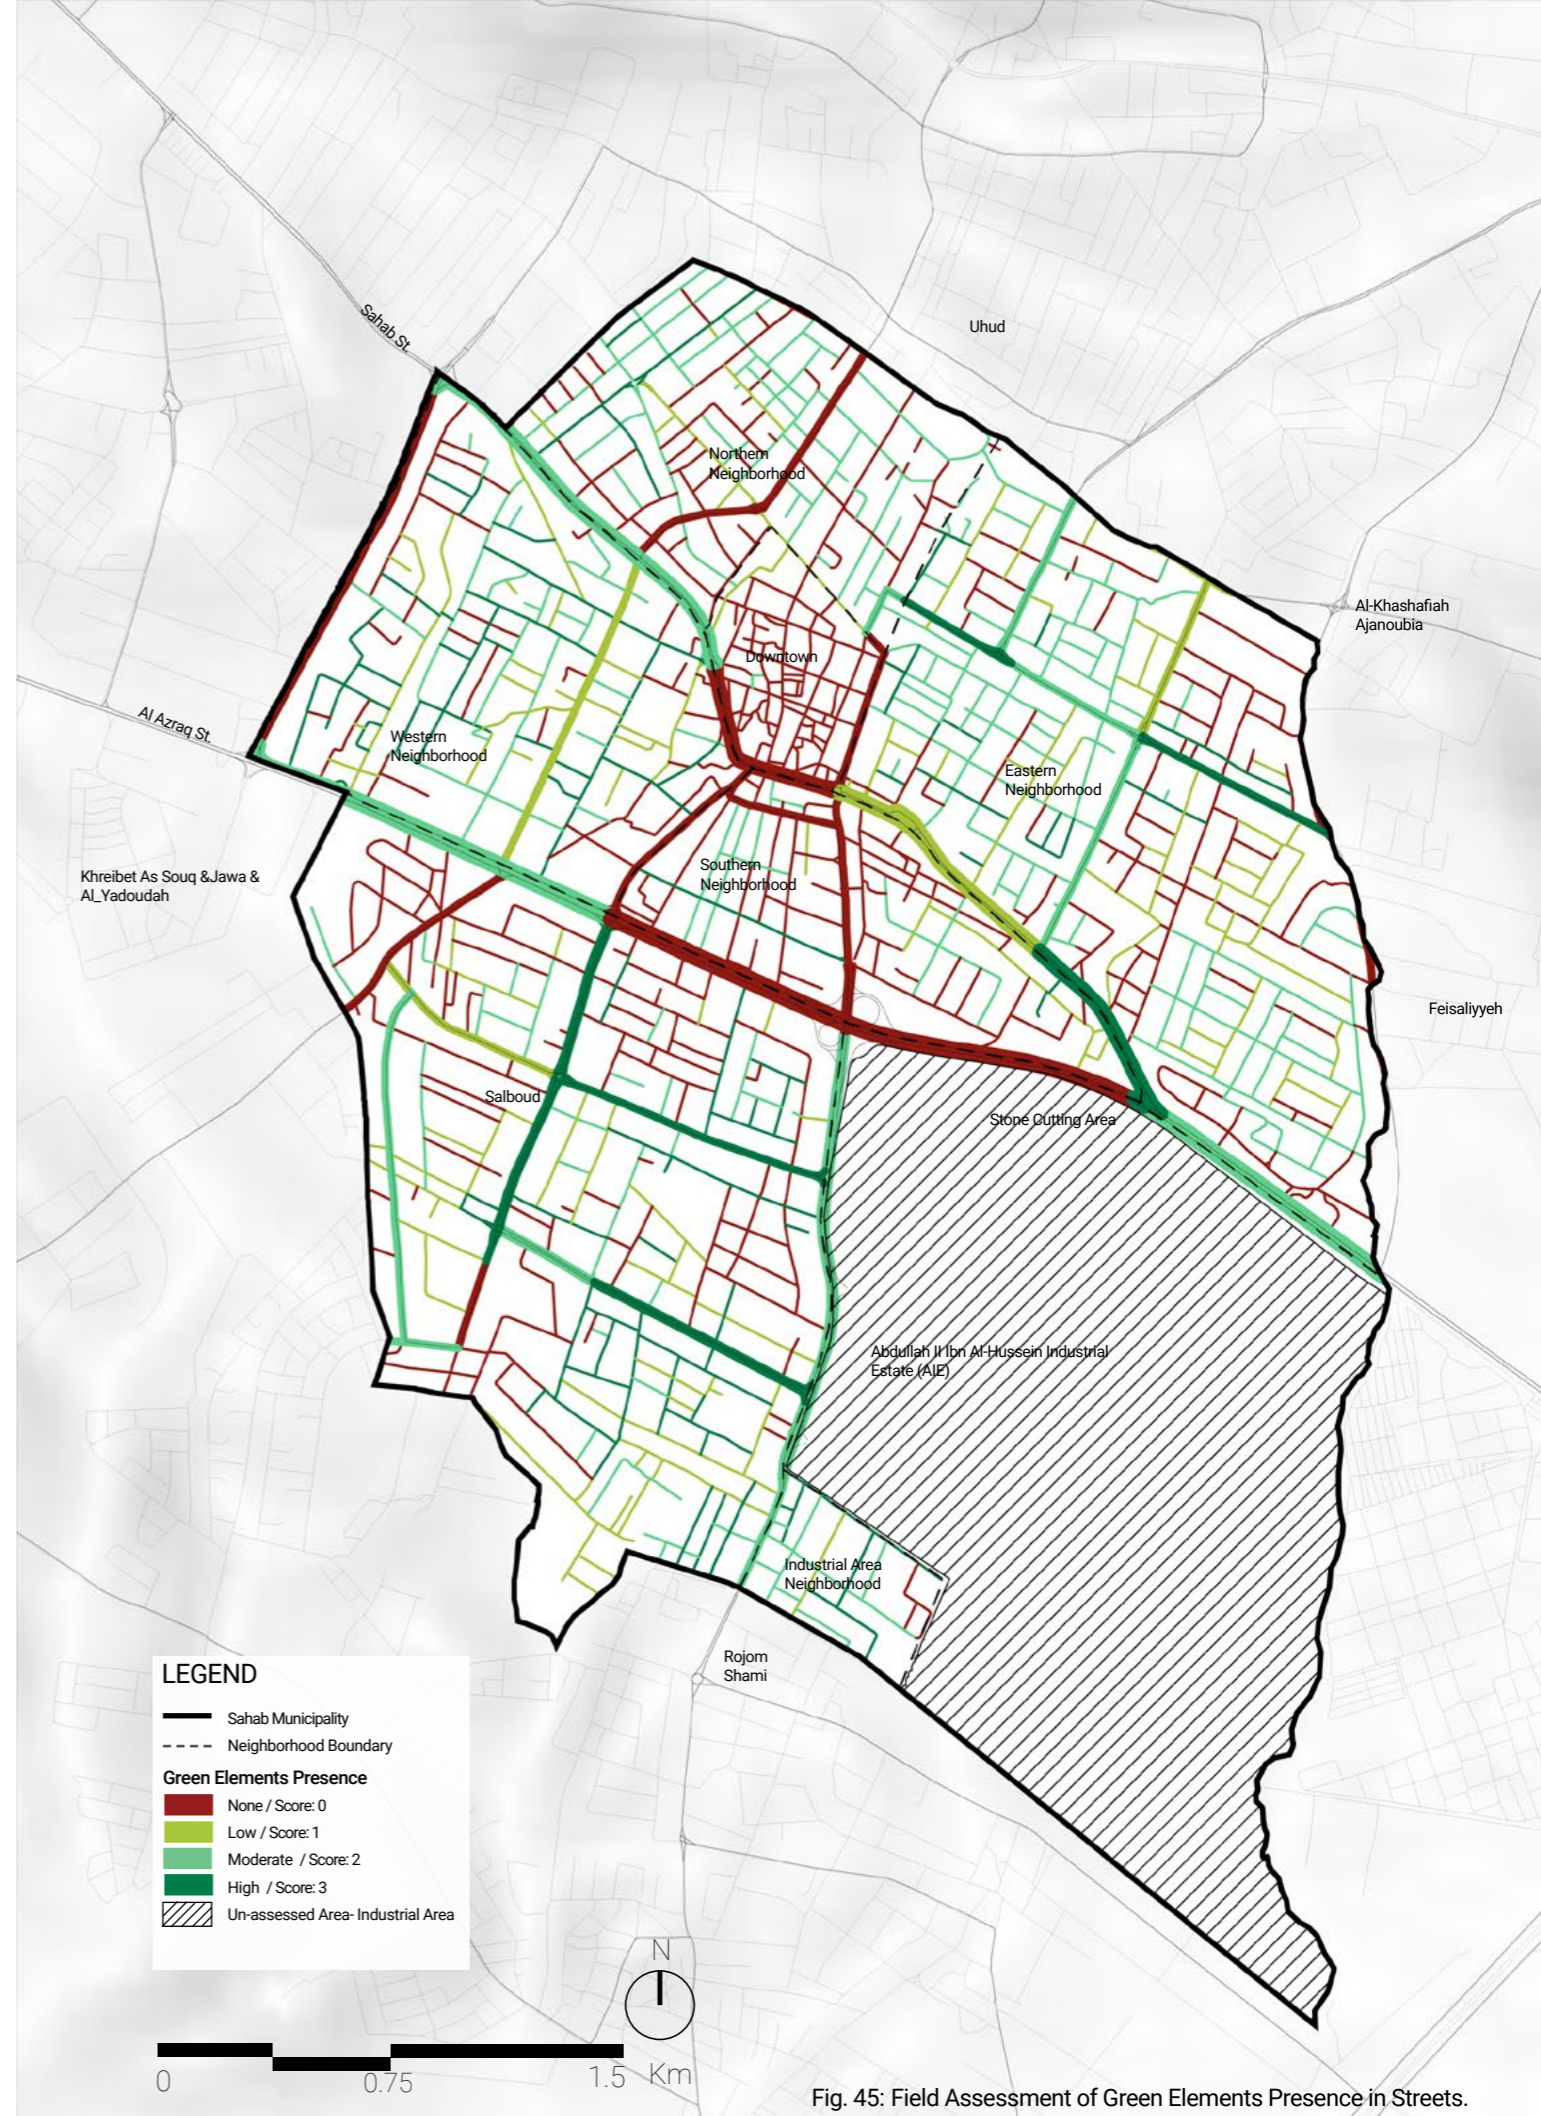 Sahab St.
Uhud
Northern
Neighborhood
Al-Khashafiah
Ajanoubia
Downtown
Al Azraq St.
Western
Neighborhood
Eastern
Neighborhood
Khreibet As Souq &Jawa &
Al_Yadoudah
Southern
Neighborhood
Feisaliyyeh
Salboud
Stone Cutting Area
Abdullah II Ibn Al-Hussein Industrial
Estate (AIE)
Industrial Area
Neighborhood
Rojom
Shami
LEGEND
Sahab Municipality
Neighborhood Boundary
Green Elements Presence
None / Score: 0
Low / Score: 1
Moderate / Score: 2
High / Score: 3
Un-assessed Area- Industrial Area
N
0 0.75 1.5 Km
Fig. 45: Field Assessment of Green Elements Presence in Streets.